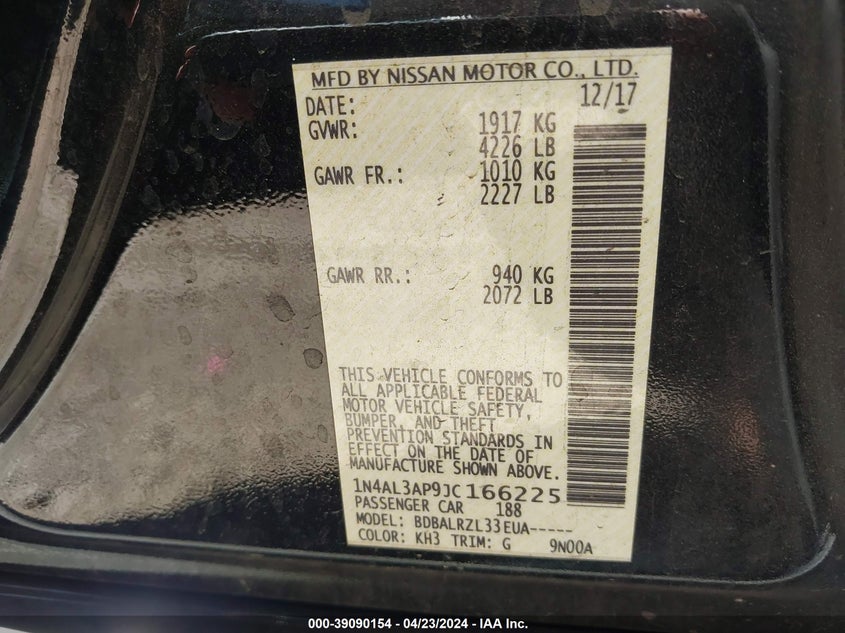 MFD BY NISSAN MOTOR CO., LTD.
DATE: 12/17
GVWR: 1917 KG
4226 LB
GAWR FR.: 1010 KG
2227 LB
GAWR RR.: 940 KG
2072 LB
THIS VEHICLE CONFORMS TO
ALL APPLICABLE FEDERAL
MOTOR VEHICLE SAFETY,
BUMPER, AND THEFT
PREVENTION STANDARDS IN
EFFECT ON THE DATE OF
MANUFACTURE SHOWN ABOVE.
1N4AL3AP9JC166225
PASSENGER CAR 188
MODEL: BDBALRZL33EUA-----
COLOR: KH3 TRIM: G 9N00A
000-39090154 - 04/23/2024 - IAA Inc.